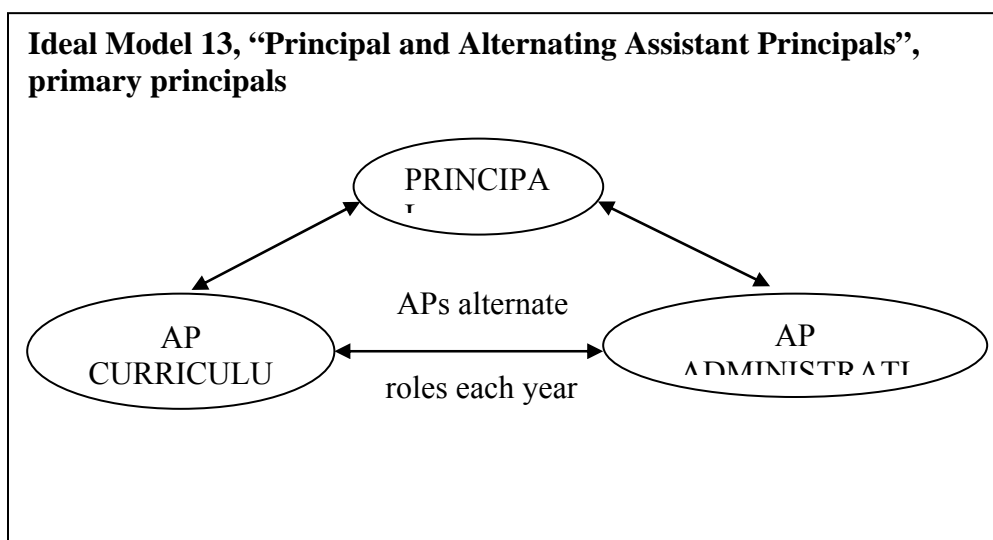 Ideal Model 13, “Principal and Alternating Assistant Principals”,
primary principals
PRINCIPA
L
APs alternate
AP
CURRICULU
AP
ADMINISTRATI
roles each year